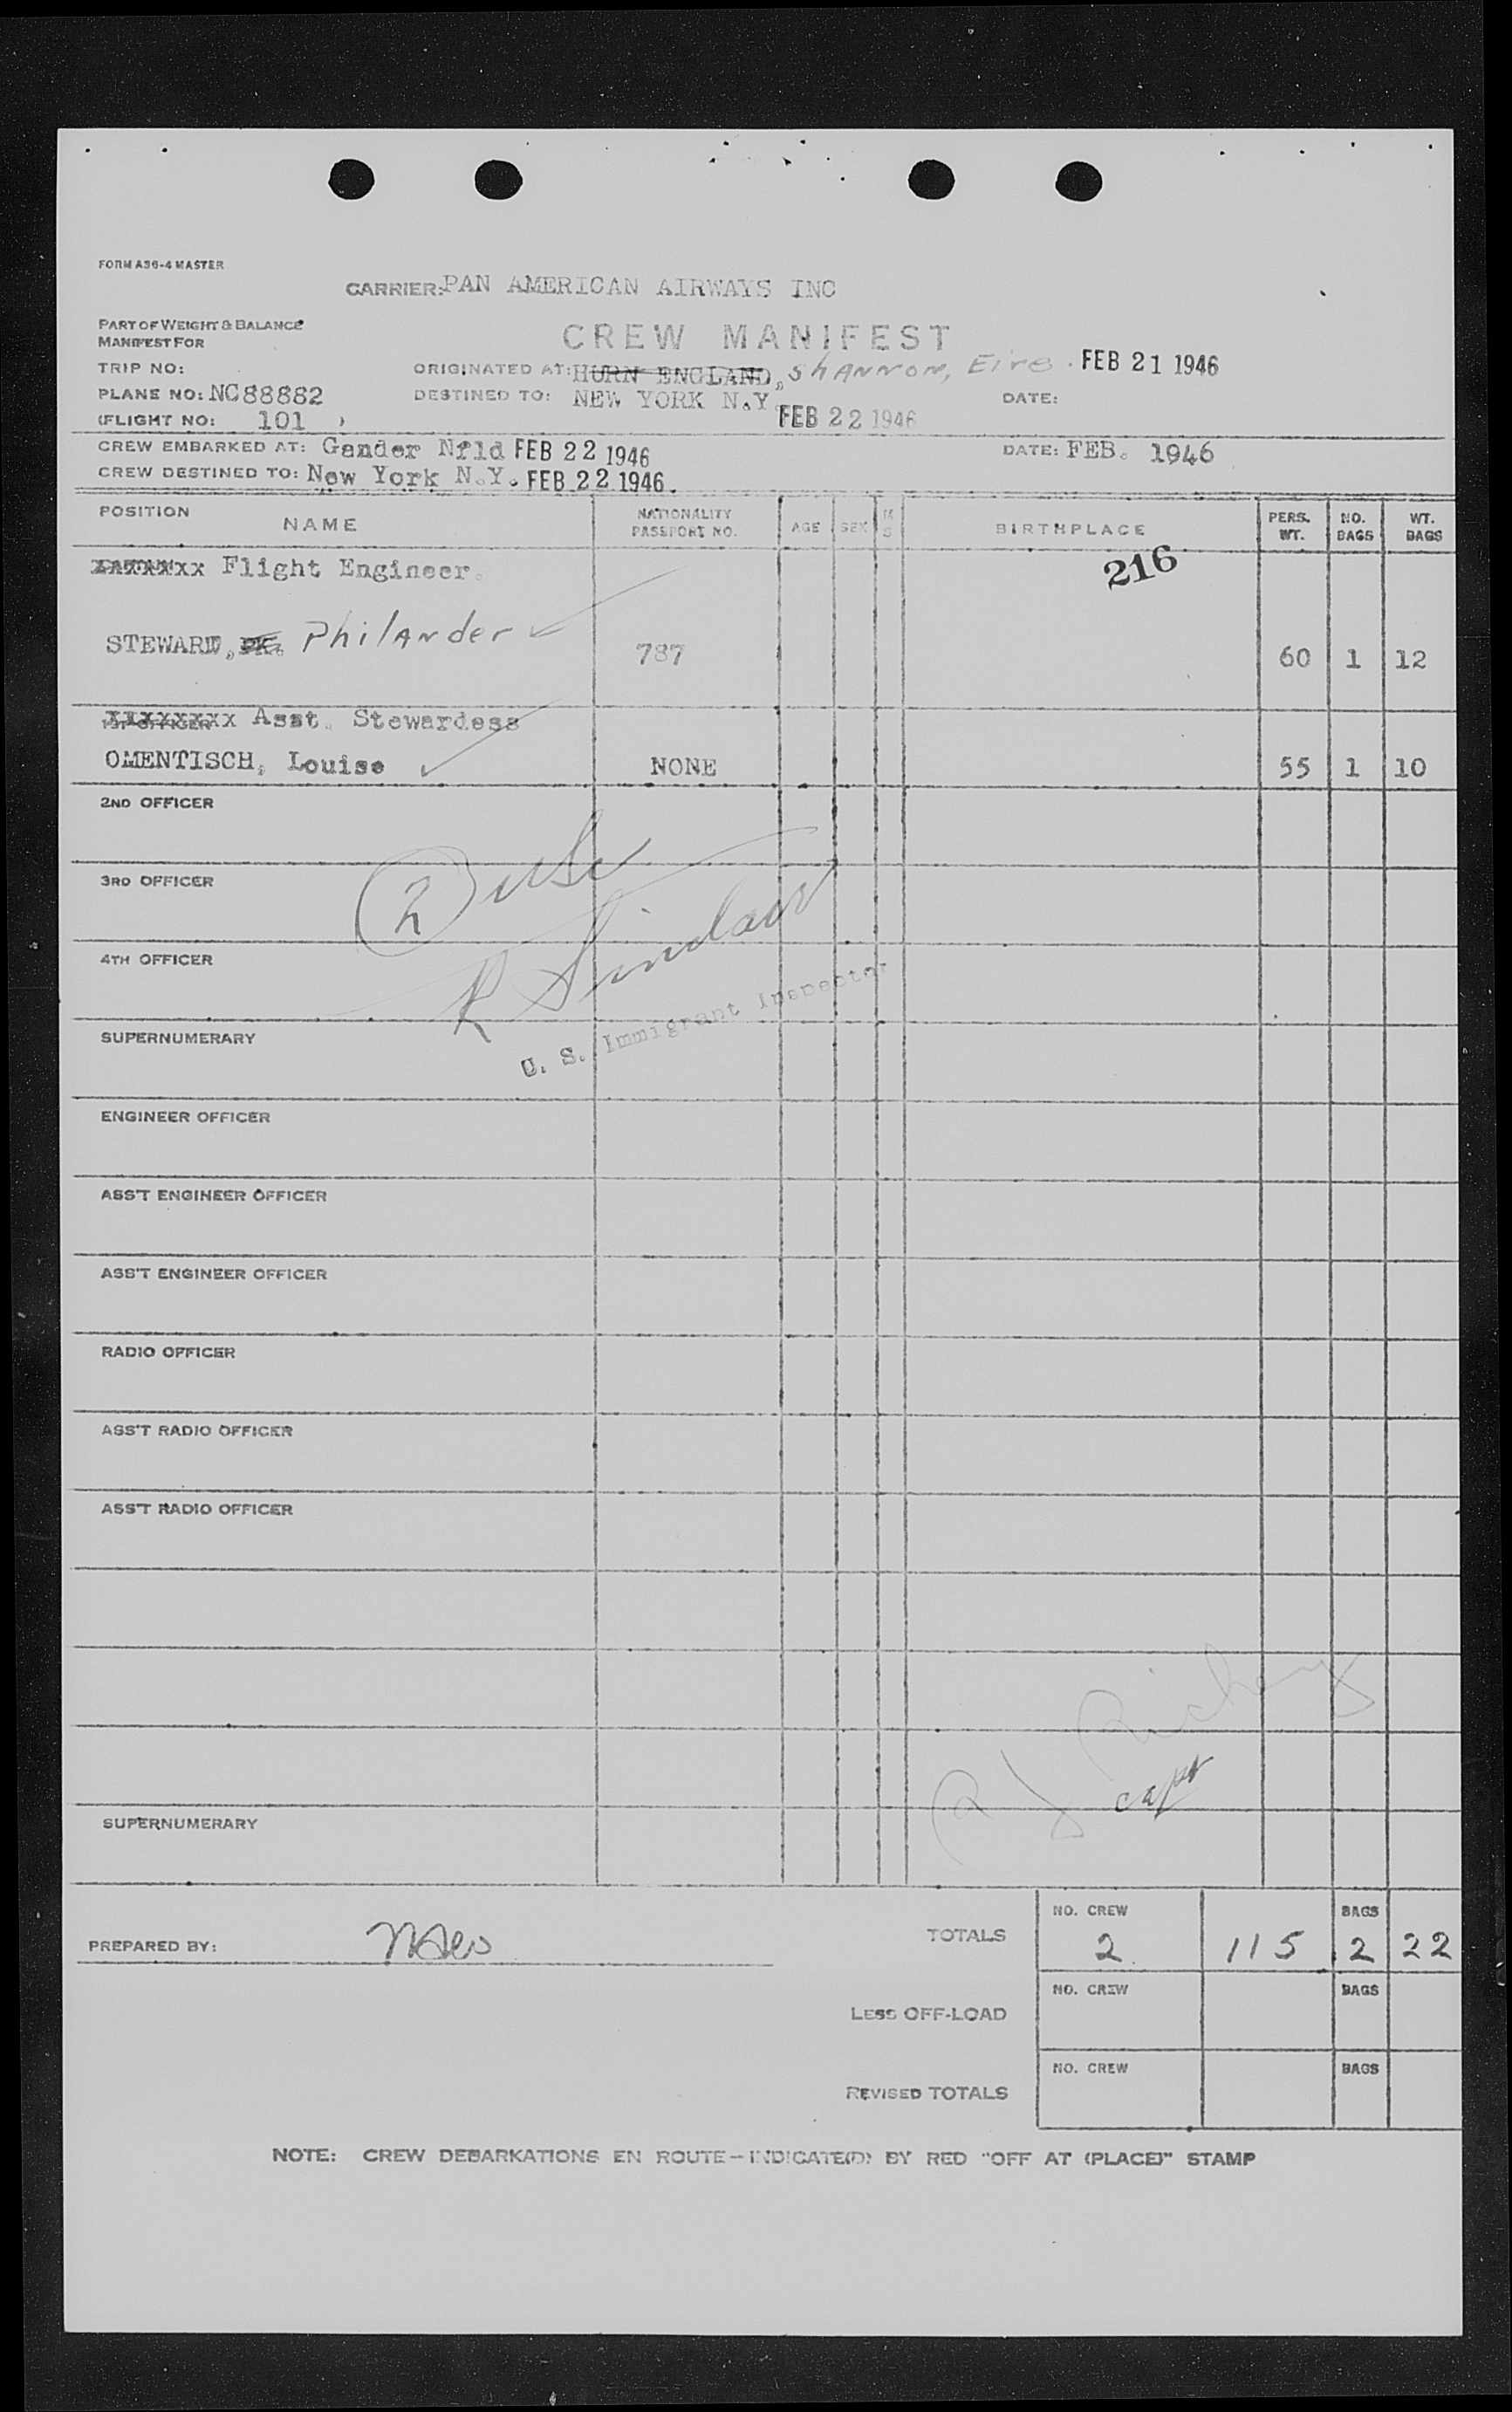 FORM A36-4 MASTER
CARRIER: PAN AMERICAN AIRWAYS INC
PART OF WEIGHT & BALANCE
MANIFEST FOR
CREW MANIFEST
TRIP NO:
ORIGINATED AT: HURN ENGLAND, ShANNON, Eire. FEB 21 1946
PLANE NO: NC88882
DESTINED TO: NEW YORK N.Y. FEB 22 1946
DATE:
(FLIGHT NO: 101 )
CREW EMBARKED AT: Gander Nfld FEB 22 1946
DATE: FEB. 1946
CREW DESTINED TO: New York N.Y. FEB 22 1946.
POSITION NAME NATIONALITY PASSPORT NO. AGE SEX M S BIRTHPLACE PERS. WT. NO. BAGS WT. BAGS
216
Flight Engineer.
STEWARD, Philander 787 60 1 12
Asst. Stewardess
OMENTISCH, Louise NONE 55 1 10
2ND OFFICER
3RD OFFICER
2
4TH OFFICER
R Sinclair
U. S. Immigrant Inspector
SUPERNUMERARY
ENGINEER OFFICER
ASS'T ENGINEER OFFICER
ASS'T ENGINEER OFFICER
RADIO OFFICER
ASS'T RADIO OFFICER
ASS'T RADIO OFFICER
capt
SUPERNUMERARY
PREPARED BY:
TOTALS NO. CREW 2 115 BAGS 2 22
LESS OFF-LOAD NO. CREW BAGS
REVISED TOTALS NO. CREW BAGS
NOTE: CREW DEBARKATIONS EN ROUTE—INDICATE(D) BY RED "OFF AT (PLACE)" STAMP